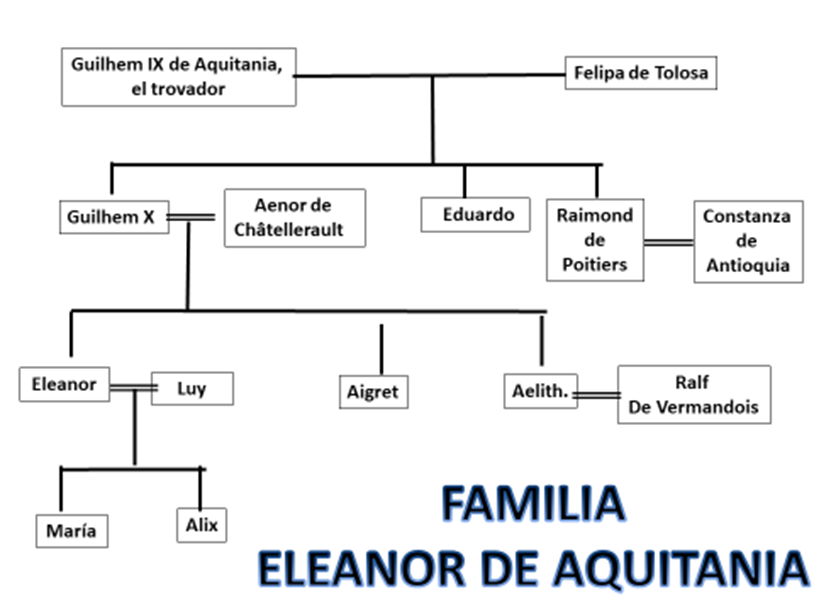 Guilhem IX de Aquitania,
el trovador
Felipa de Tolosa
Guilhem X
Aenor de
Châtellerault
Eduardo
Raimond
de
Poitiers
Constanza
de
Antioquia
Eleanor
Luy
Aigret
Aelith.
Ralf
De Vermandois
María
Alix
FAMILIA
ELEANOR DE AQUITANIA